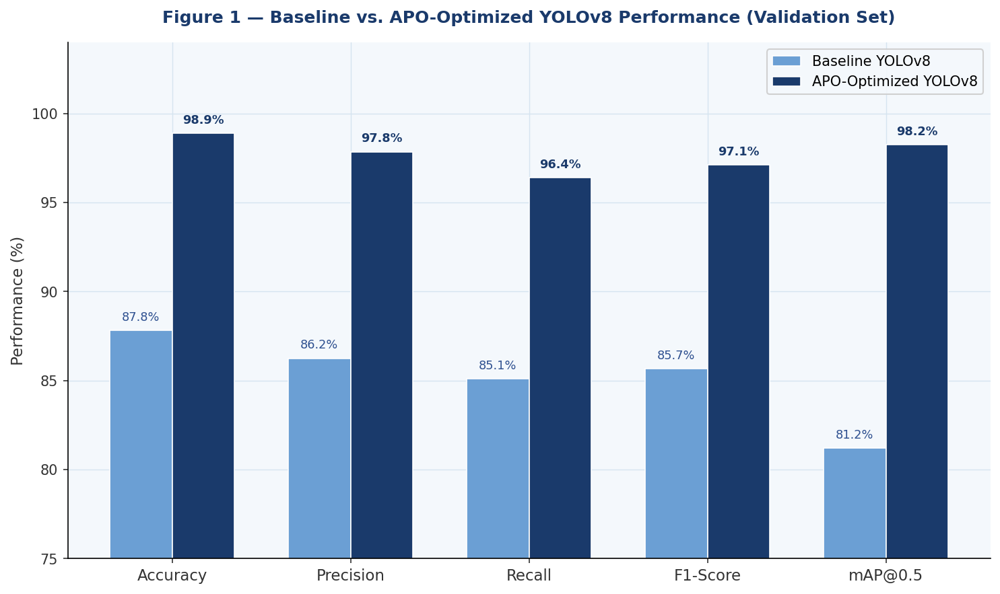 Figure 1 — Baseline vs. APO-Optimized YOLOv8 Performance (Validation Set)
Baseline YOLOv8
APO-Optimized YOLOv8
Performance (%)
100
95
90
85
80
75
87.8%
98.9%
86.2%
97.8%
85.1%
96.4%
85.7%
97.1%
81.2%
98.2%
Accuracy
Precision
Recall
F1-Score
mAP@0.5